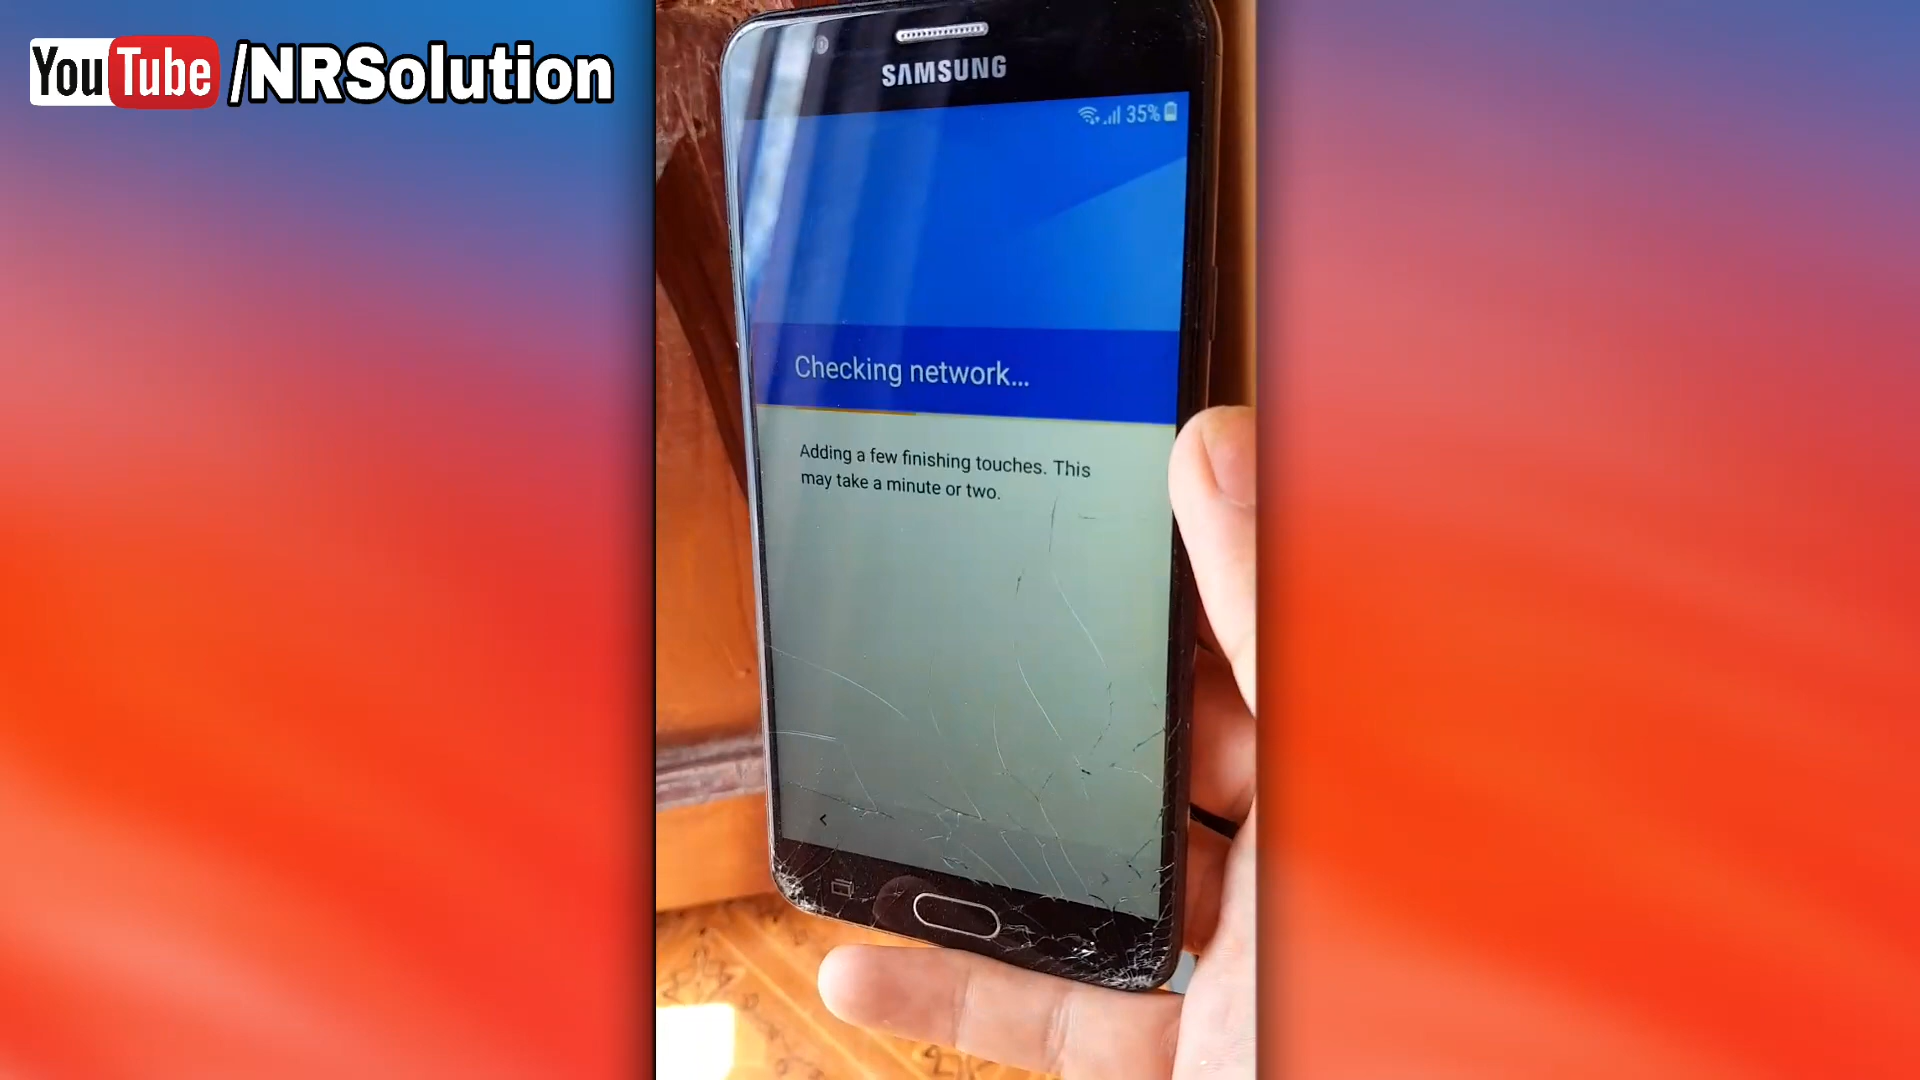 YouTube /NRSolution
SAMSUNG
35%
Checking network...
Adding a few finishing touches. This
may take a minute or two.